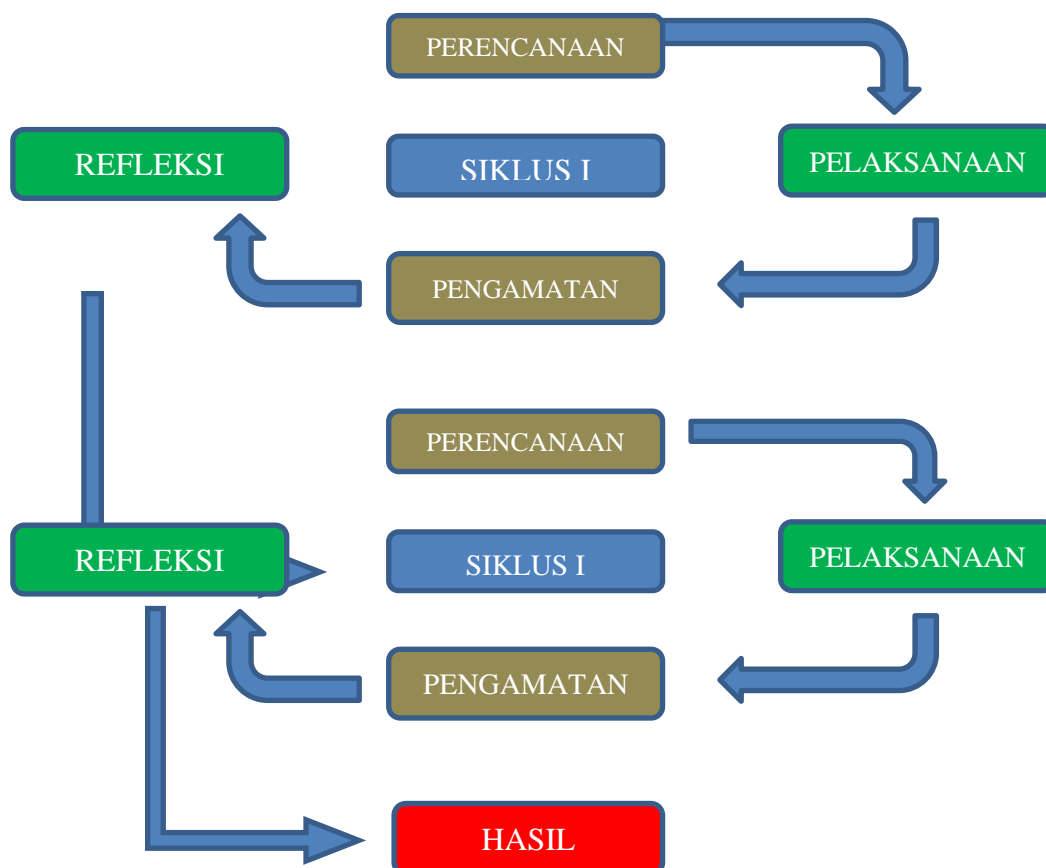 PERENCANAAN
REFLEKSI
SIKLUS I
PELAKSANAAN
PENGAMATAN
PERENCANAAN
REFLEKSI
SIKLUS I
PELAKSANAAN
PENGAMATAN
HASIL